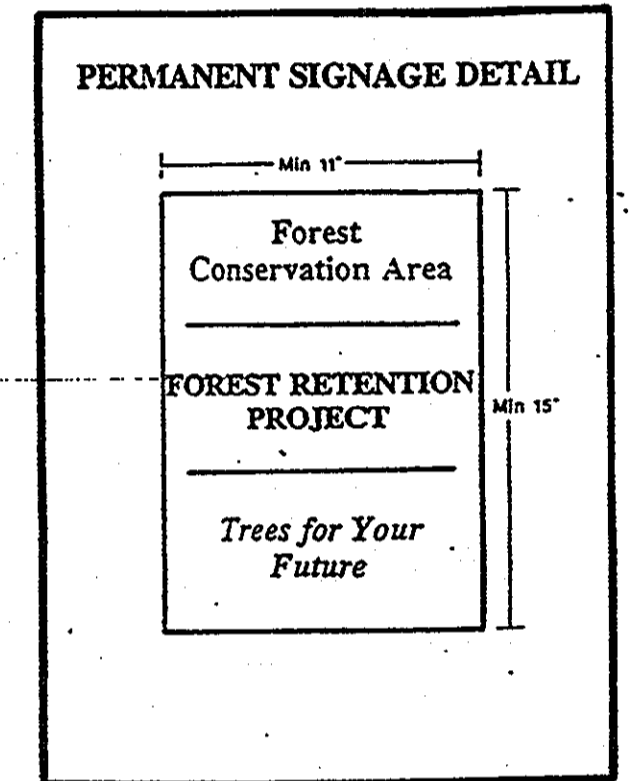 PERMANENT SIGNAGE DETAIL
Min 11"
Forest
Conservation Area
FOREST RETENTION
PROJECT
Min 15"
Trees for Your
Future